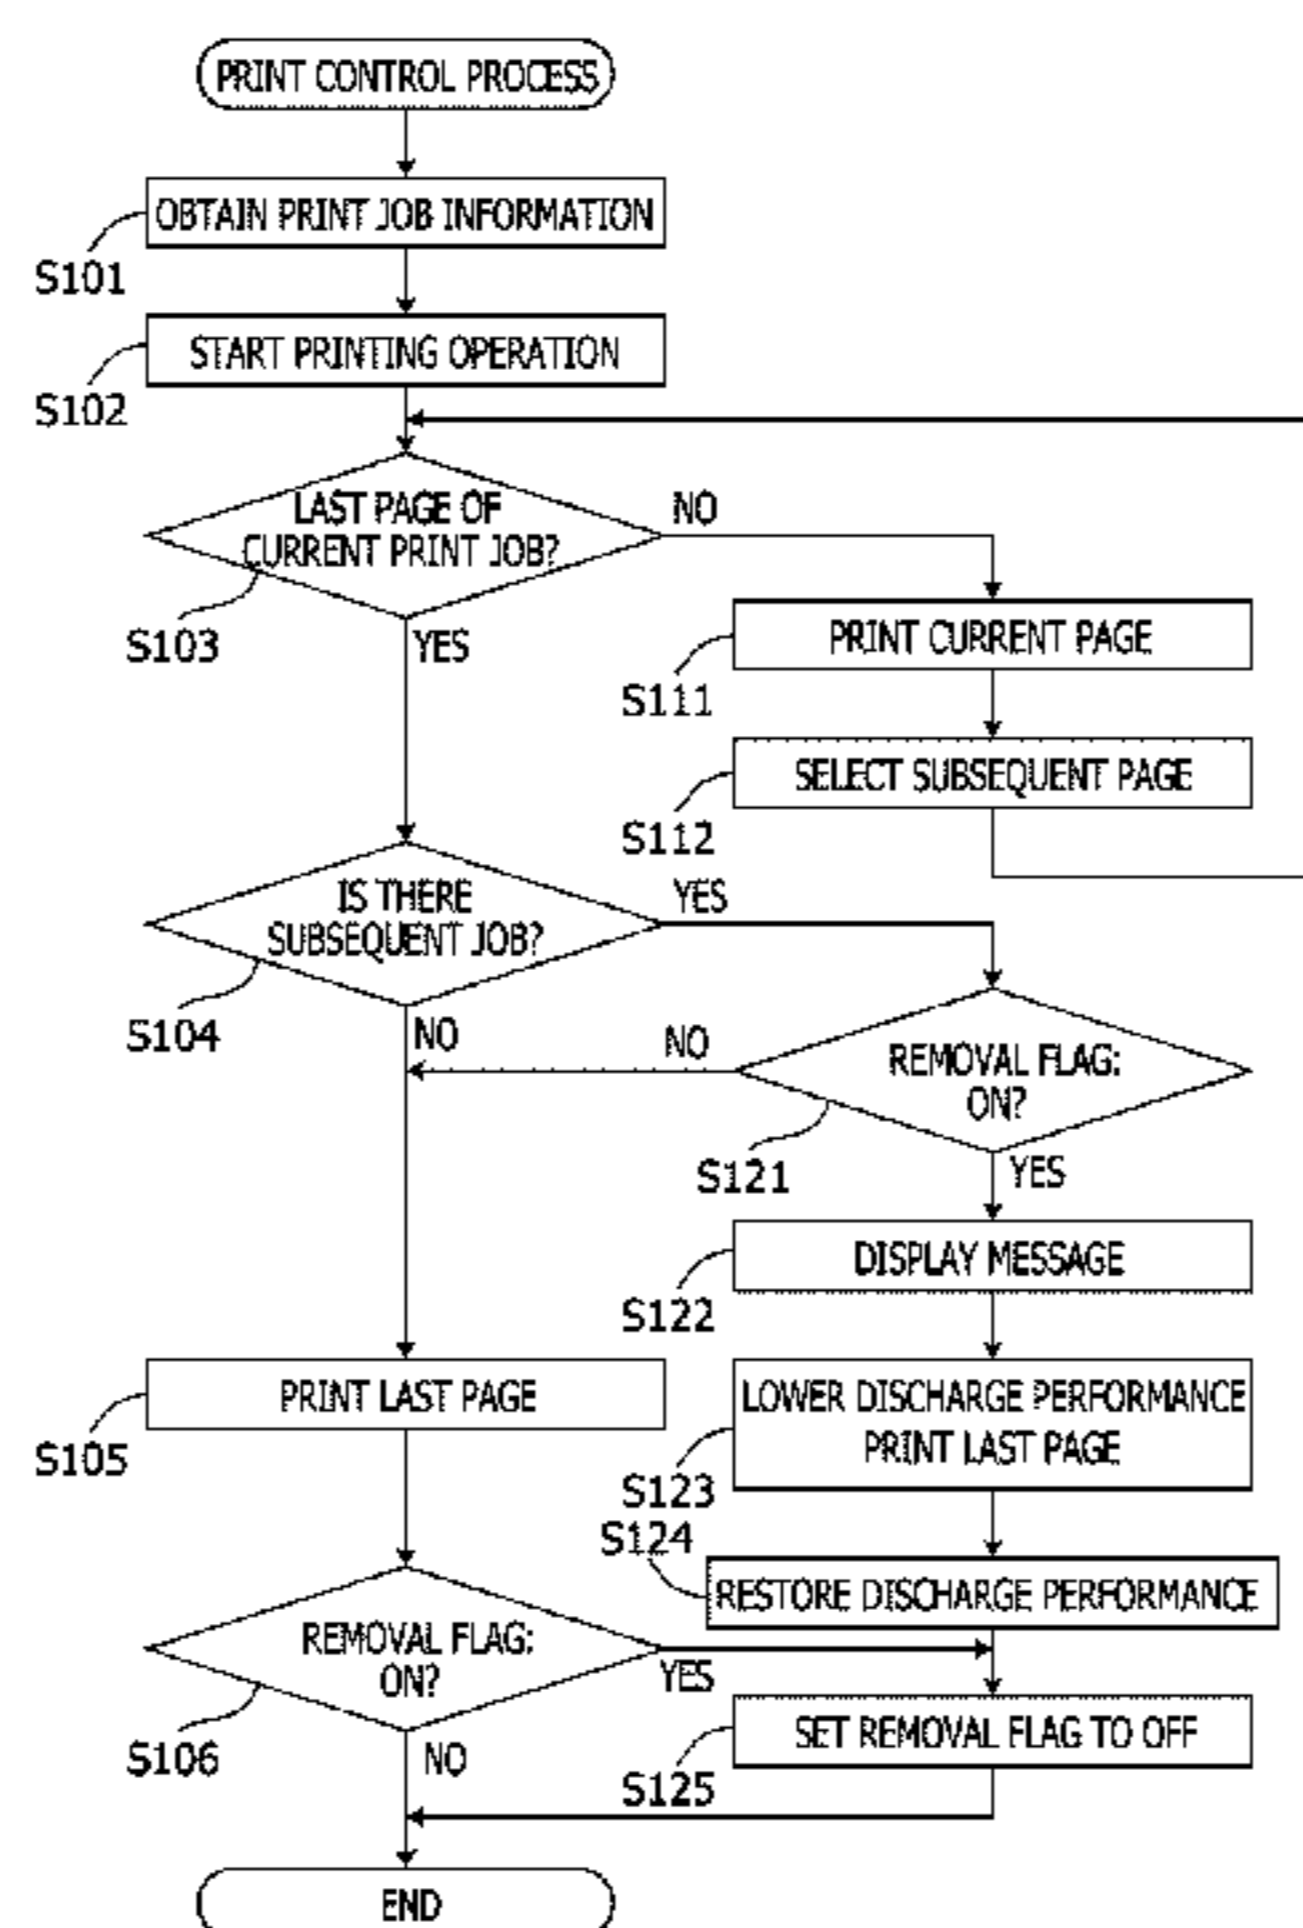 PRINT CONTROL PROCESS
OBTAIN PRINT JOB INFORMATION
S101
START PRINTING OPERATION
S102
LAST PAGE OF
CURRENT PRINT JOB?
NO
S103
YES
PRINT CURRENT PAGE
S111
SELECT SUBSEQUENT PAGE
S112
IS THERE
SUBSEQUENT JOB?
YES
S104
NO
NO
REMOVAL FLAG:
ON?
S121
YES
DISPLAY MESSAGE
S122
PRINT LAST PAGE
S105
LOWER DISCHARGE PERFORMANCE
PRINT LAST PAGE
S123
S124
RESTORE DISCHARGE PERFORMANCE
REMOVAL FLAG:
ON?
YES
S106
NO
SET REMOVAL FLAG TO OFF
S125
END